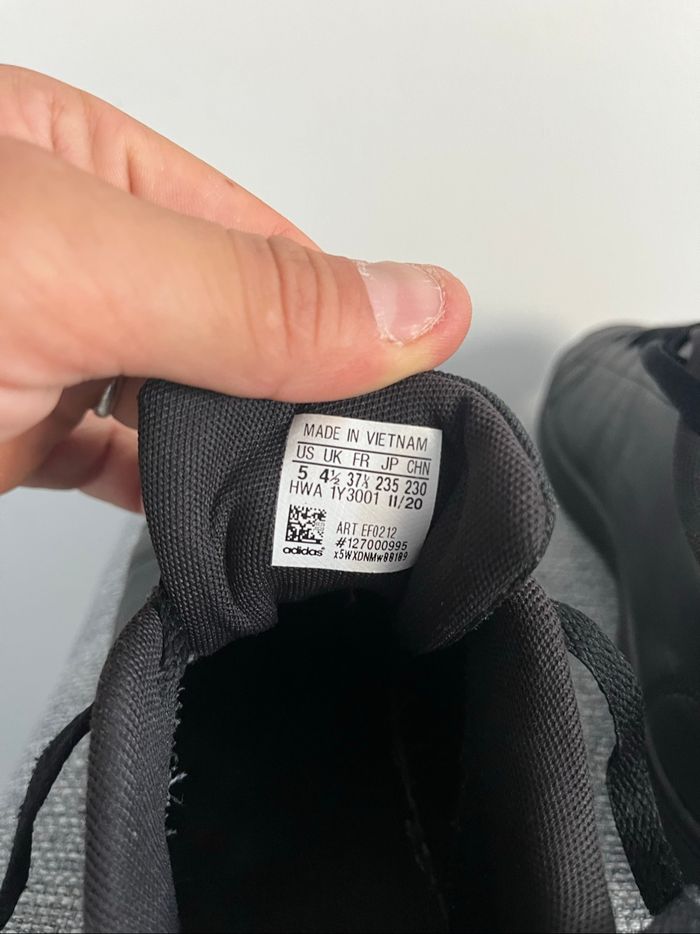 MADE IN VIETNAM
US UK FR JP CHN
5 4½ 37⅓ 235 230
HWA 1Y3001 11/20
ART EF0212
#127000995
adidas